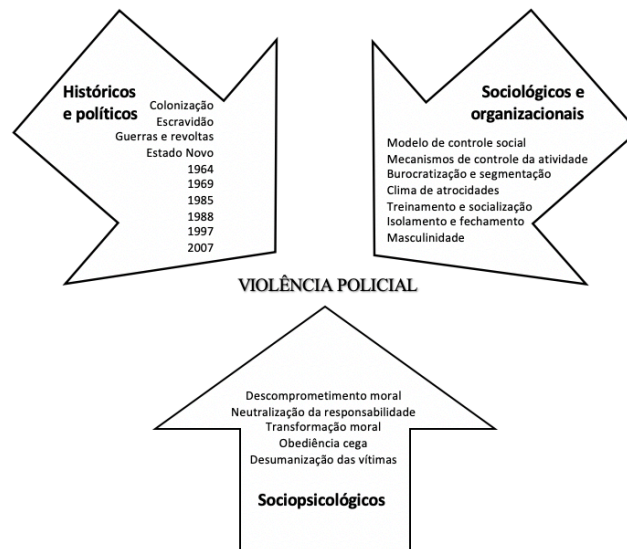 Históricos
e políticos
Colonização
Escravidão
Guerras e revoltas
Estado Novo
1964
1969
1985
1988
1997
2007
Sociológicos e
organizacionais
Modelo de controle social
Mecanismos de controle da atividade
Burocratização e segmentação
Clima de atrocidades
Treinamento e socialização
Isolamento e fechamento
Masculinidade
VIOLÊNCIA POLICIAL
Descomprometimento moral
Neutralização da responsabilidade
Transformação moral
Obediência cega
Desumanização das vítimas
Sociopsicológicos